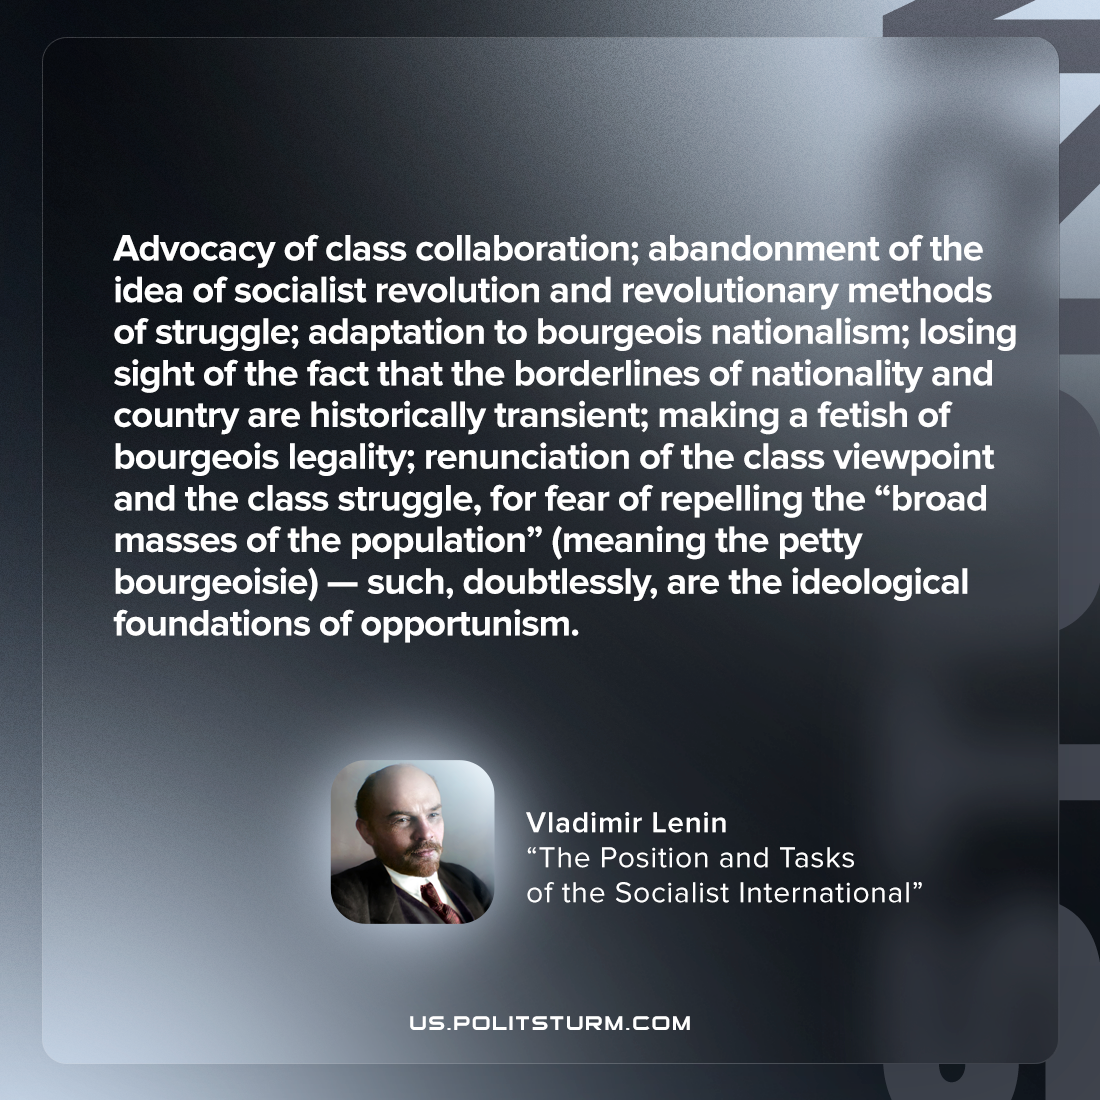 Advocacy of class collaboration; abandonment of the
idea of socialist revolution and revolutionary methods
of struggle; adaptation to bourgeois nationalism; losing
sight of the fact that the borderlines of nationality and
country are historically transient; making a fetish of
bourgeois legality; renunciation of the class viewpoint
and the class struggle, for fear of repelling the “broad
masses of the population” (meaning the petty
bourgeoisie) — such, doubtlessly, are the ideological
foundations of opportunism.
Vladimir Lenin
“The Position and Tasks
of the Socialist International”
US.POLITSTURM.COM